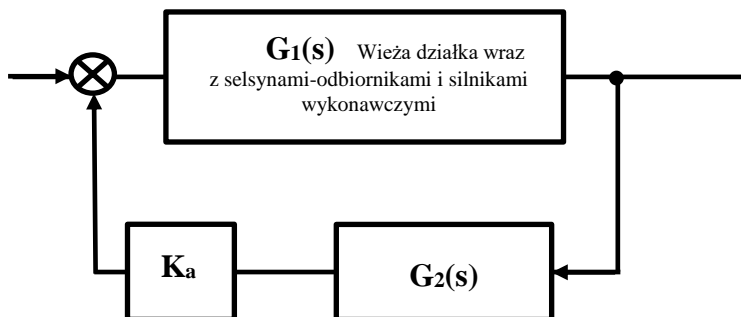 G1(s) Wieża działka wraz
z selsynami-odbiornikami i silnikami
wykonawczymi
Ka
G2(s)